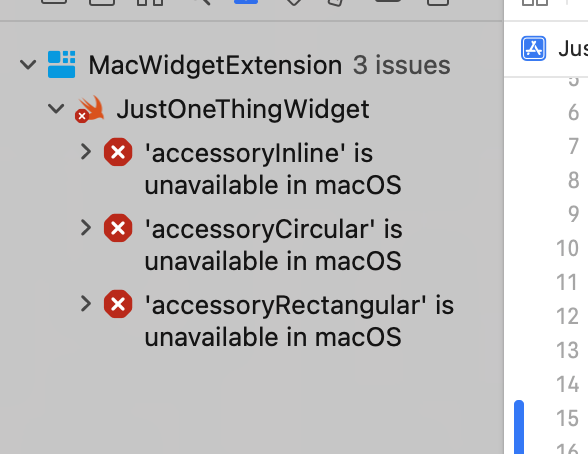 MacWidgetExtension 3 issues
JustOneThingWidget
'accessoryInline' is
unavailable in macOS
'accessoryCircular' is
unavailable in macOS
'accessoryRectangular' is
unavailable in macOS
Jus
5
6
7
8
9
10
11
12
13
14
15
16